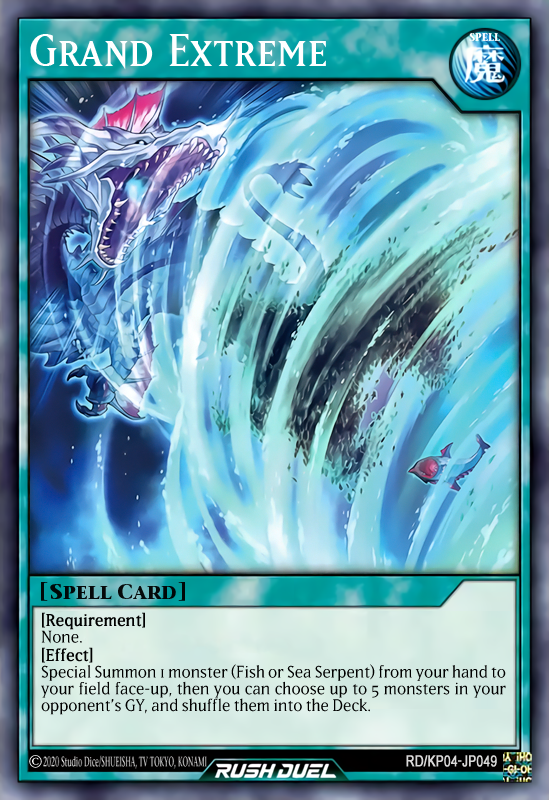 Grand Extreme
SPELL
魔
[Spell Card]
[Requirement]
None.
[Effect]
Special Summon 1 monster (Fish or Sea Serpent) from your hand to
your field face-up, then you can choose up to 5 monsters in your
opponent's GY, and shuffle them into the Deck.
©2020 Studio Dice/SHUEISHA, TV TOKYO, KONAMI
RUSH DUEL
RD/KP04-JP049